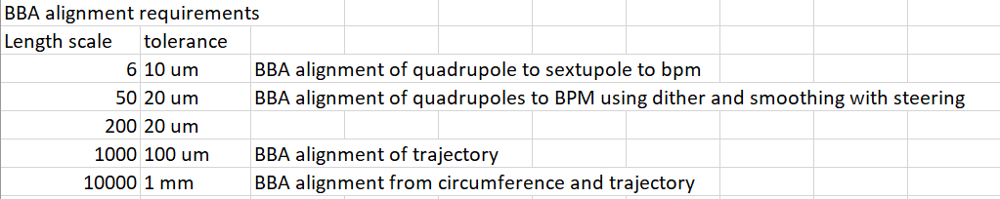 BBA alignment requirements
Length scale tolerance
6 10 um BBA alignment of quadrupole to sextupole to bpm
50 20 um BBA alignment of quadrupoles to BPM using dither and smoothing with steering
200 20 um
1000 100 um BBA alignment of trajectory
10000 1 mm BBA alignment from circumference and trajectory